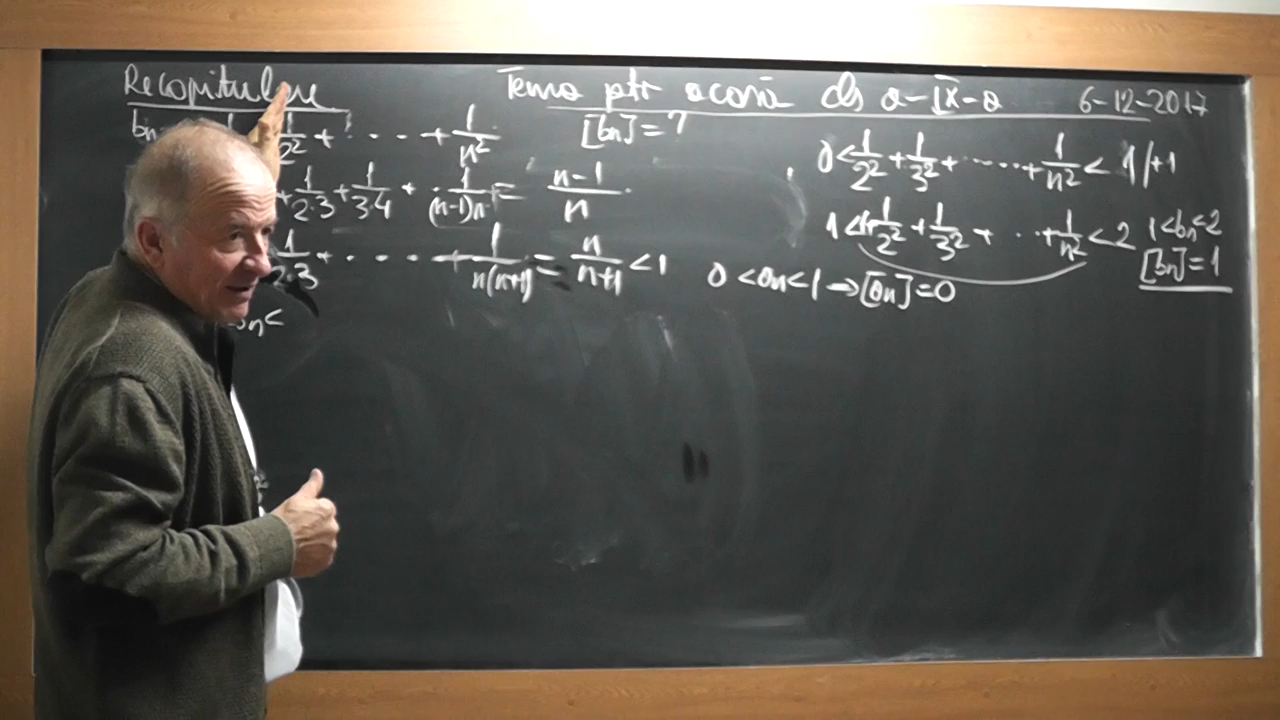 Recapitulare Tema ptr acasă cls a-IX-a 6-12-2017
bn= 1/2² + . . . . + 1/n² [bn]=?
+ 1/2·3 + 1/3·4 + · 1/(n-1)n = n-1/n
1/2·3 + . . . . + 1/n(n+1) = n/n+1 <1 0<an<1→[an]=0
bn<
0< 1/2² + 1/3² + ...... + 1/n² < 1 /+1
1<1+ 1/2² + 1/3² + ... + 1/n² <2 1<bn<2
[bn]=1